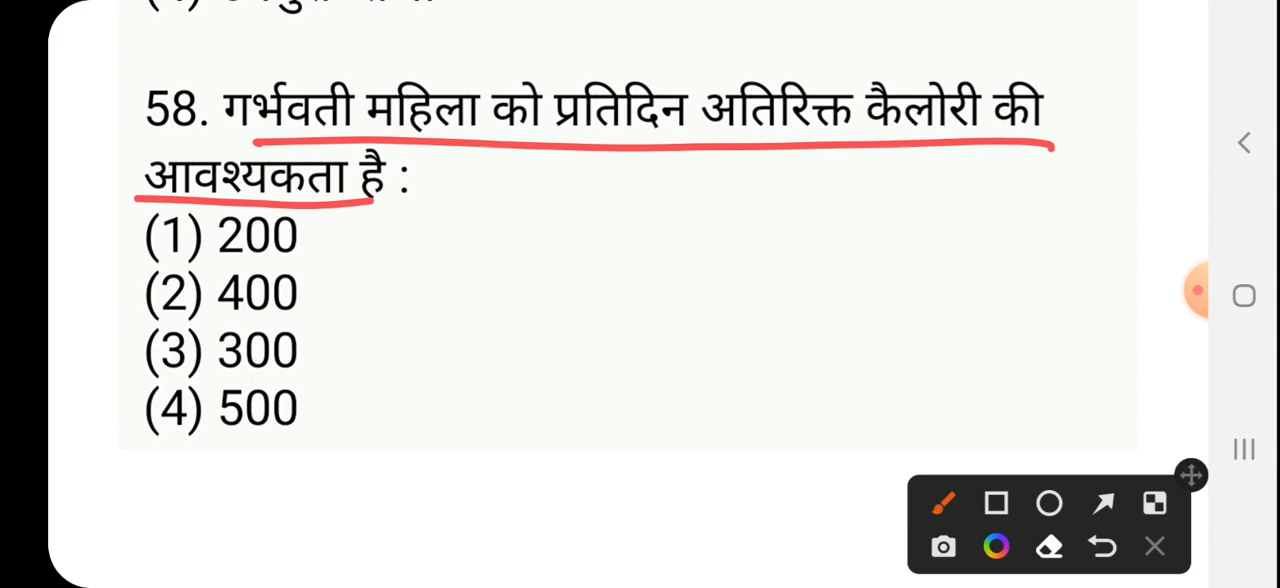 58. गर्भवती महिला को प्रतिदिन अतिरिक्त कैलोरी की
आवश्यकता है :
(1) 200
(2) 400
(3) 300
(4) 500